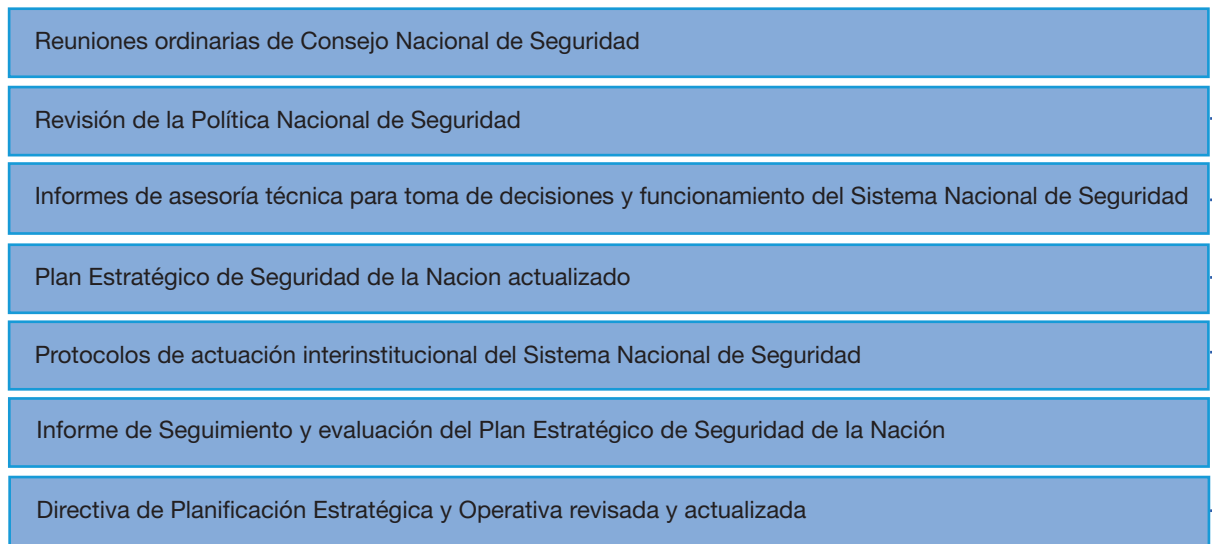 Reuniones ordinarias de Consejo Nacional de Seguridad
Revisión de la Política Nacional de Seguridad
Informes de asesoría técnica para toma de decisiones y funcionamiento del Sistema Nacional de Seguridad
Plan Estratégico de Seguridad de la Nacion actualizado
Protocolos de actuación interinstitucional del Sistema Nacional de Seguridad
Informe de Seguimiento y evaluación del Plan Estratégico de Seguridad de la Nación
Directiva de Planificación Estratégica y Operativa revisada y actualizada